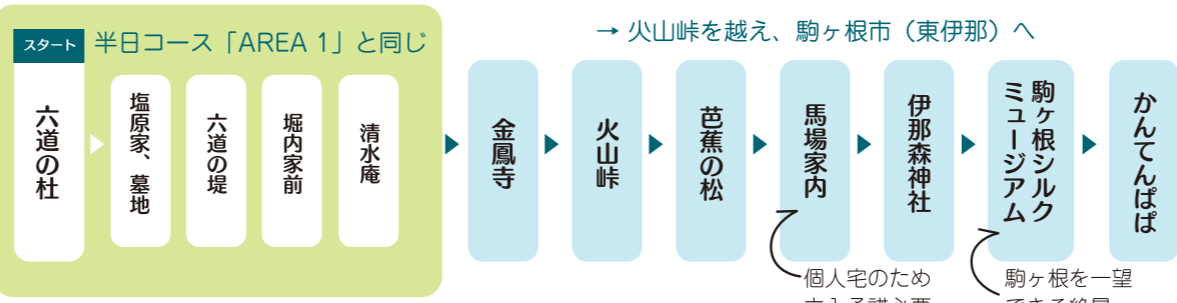 スタート
半日コース「AREA 1」と同じ
六道の杜
塩原家、墓地
六道の堤
堀内家前
清水庵
→ 火山峠を越え、駒ヶ根市（東伊那）へ
金鳳寺
火山峠
芭蕉の松
馬場家内
伊那森神社
駒ヶ根シルク
ミュージアム
かんてんぱぱ
個人宅のため
駒ヶ根を一望